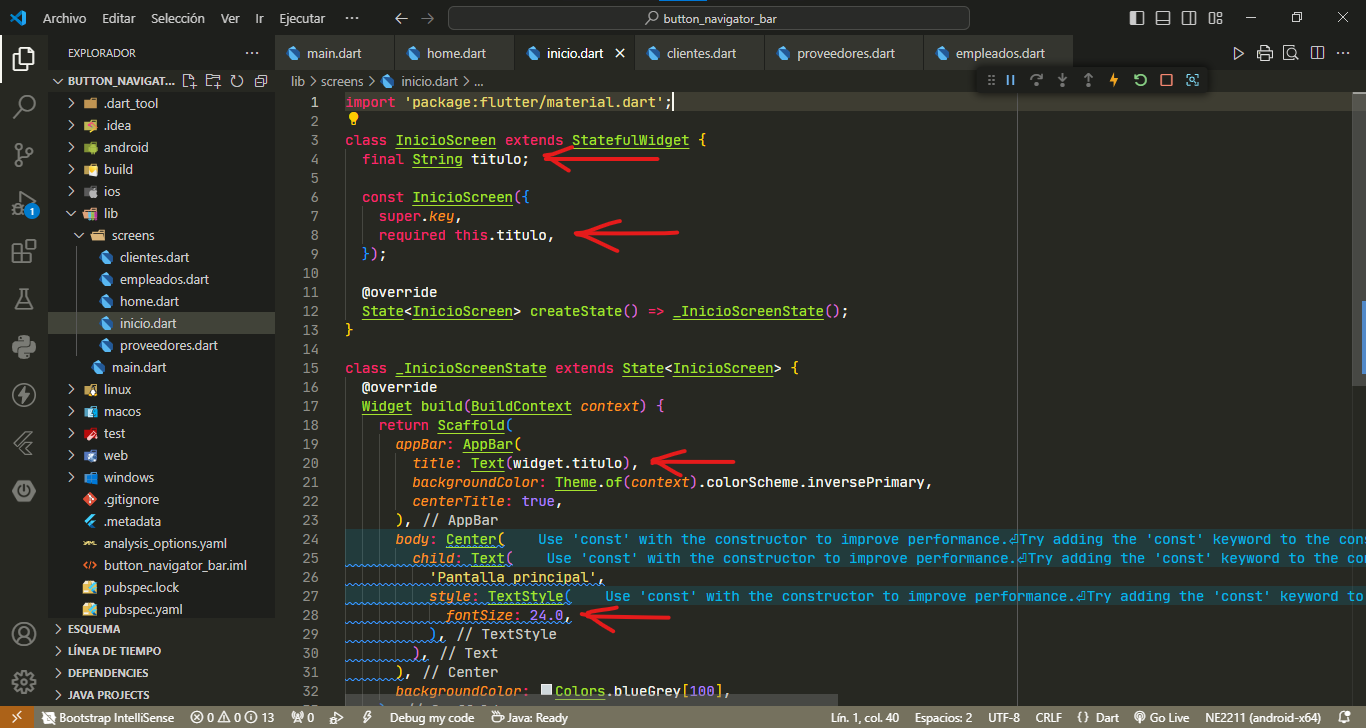 Archivo Editar Selección Ver Ir Ejecutar ··· button_navigator_bar
EXPLORADOR ···
BUTTON_NAVIGAT...
.dart_tool
.idea
android
build
ios
lib
screens
clientes.dart
empleados.dart
home.dart
inicio.dart
proveedores.dart
main.dart
linux
macos
test
web
windows
.gitignore
.metadata
analysis_options.yaml
button_navigator_bar.iml
pubspec.lock
pubspec.yaml
ESQUEMA
LÍNEA DE TIEMPO
DEPENDENCIES
JAVA PROJECTS
1
main.dart home.dart inicio.dart clientes.dart proveedores.dart empleados.dart
lib > screens > inicio.dart > ...
1 import 'package:flutter/material.dart';
2
3 class InicioScreen extends StatefulWidget {
4 final String titulo;
5
6 const InicioScreen({
7 super.key,
8 required this.titulo,
9 });
10
11 @override
12 State<InicioScreen> createState() => _InicioScreenState();
13 }
14
15 class _InicioScreenState extends State<InicioScreen> {
16 @override
17 Widget build(BuildContext context) {
18 return Scaffold(
19 appBar: AppBar(
20 title: Text(widget.titulo),
21 backgroundColor: Theme.of(context).colorScheme.inversePrimary,
22 centerTitle: true,
23 ), // AppBar
24 body: Center( Use 'const' with the constructor to improve performance.⏎Try adding the 'const' keyword to the cons
25 child: Text( Use 'const' with the constructor to improve performance.⏎Try adding the 'const' keyword to the co
26 'Pantalla principal',
27 style: TextStyle( Use 'const' with the constructor to improve performance.⏎Try adding the 'const' keyword to
28 fontSize: 24.0,
29 ), // TextStyle
30 ), // Text
31 ), // Center
32 backgroundColor: Colors.blueGrey[100],
Bootstrap IntelliSense 0 0 13 0 Debug my code Java: Ready Lín. 1, col. 40 Espacios: 2 UTF-8 CRLF {} Dart Go Live NE2211 (android-x64)